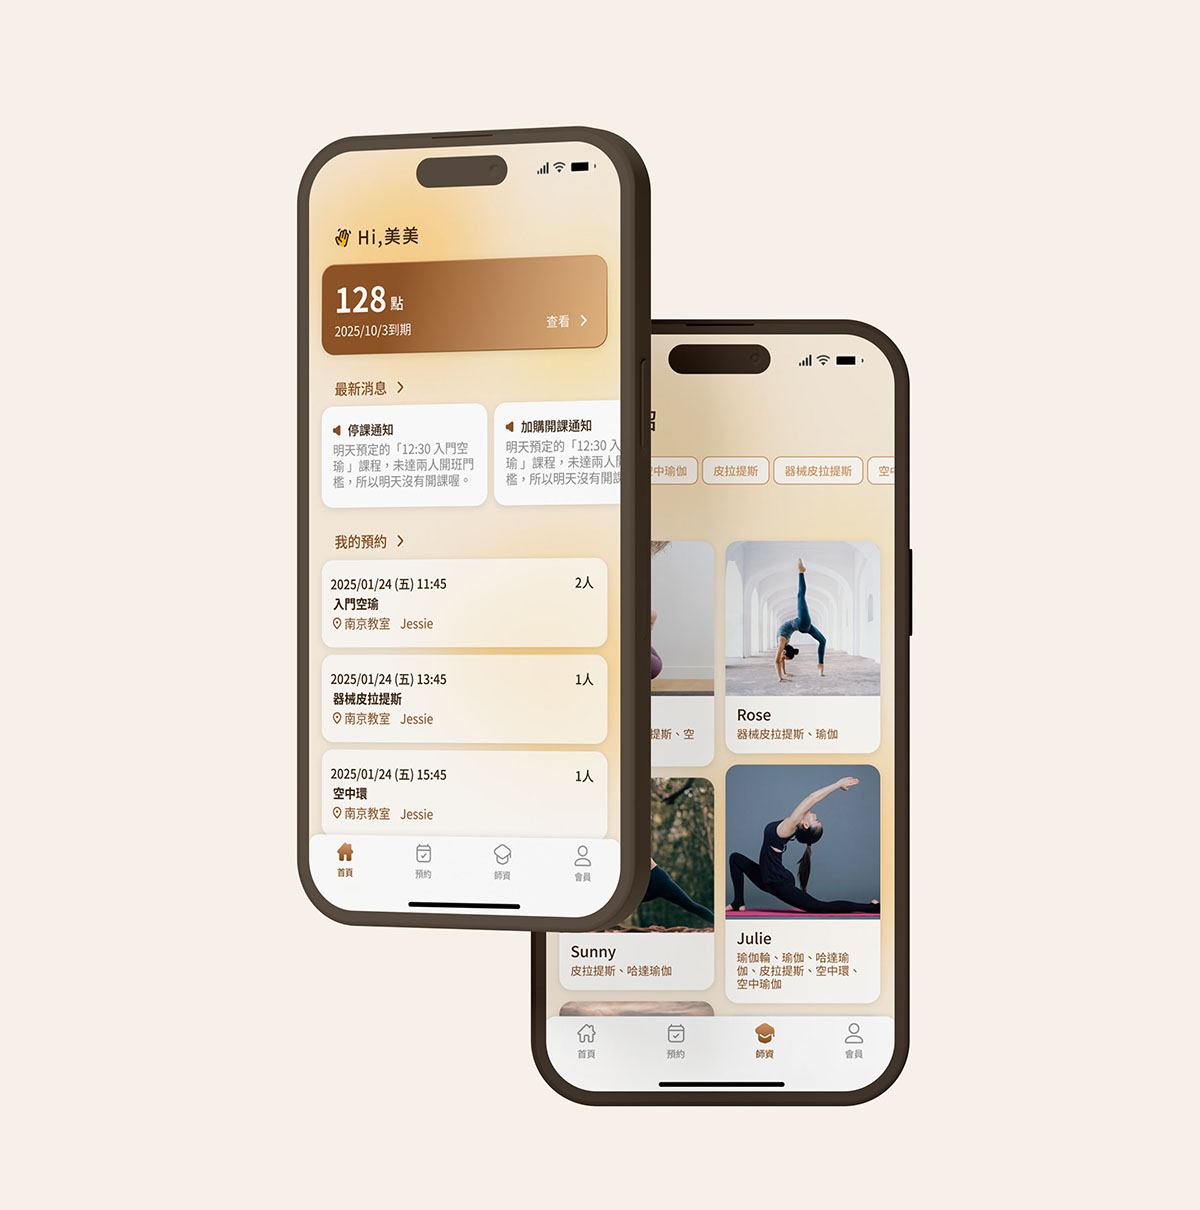 Hi,美美
128 點
2025/10/3到期
查看
最新消息
停課通知
明天預定的「12:30 入門空
瑜」課程，未達兩人開班門
檻，所以明天沒有開課喔。
加購開課通知
明天預定的「12:30 入
瑜」課程，未達兩人
檻，所以明天沒有開
我的預約
2025/01/24 (五) 11:45
2人
入門空瑜
南京教室 Jessie
2025/01/24 (五) 13:45
1人
器械皮拉提斯
南京教室 Jessie
2025/01/24 (五) 15:45
1人
空中環
南京教室 Jessie
首頁
預約
師資
會員
中瑜伽
皮拉提斯
器械皮拉提斯
空中
提斯、空
Rose
器械皮拉提斯、瑜伽
Sunny
皮拉提斯、哈達瑜伽
Julie
瑜伽輪、瑜伽、哈達瑜
伽、皮拉提斯、空中環、
空中瑜伽
首頁
預約
師資
會員